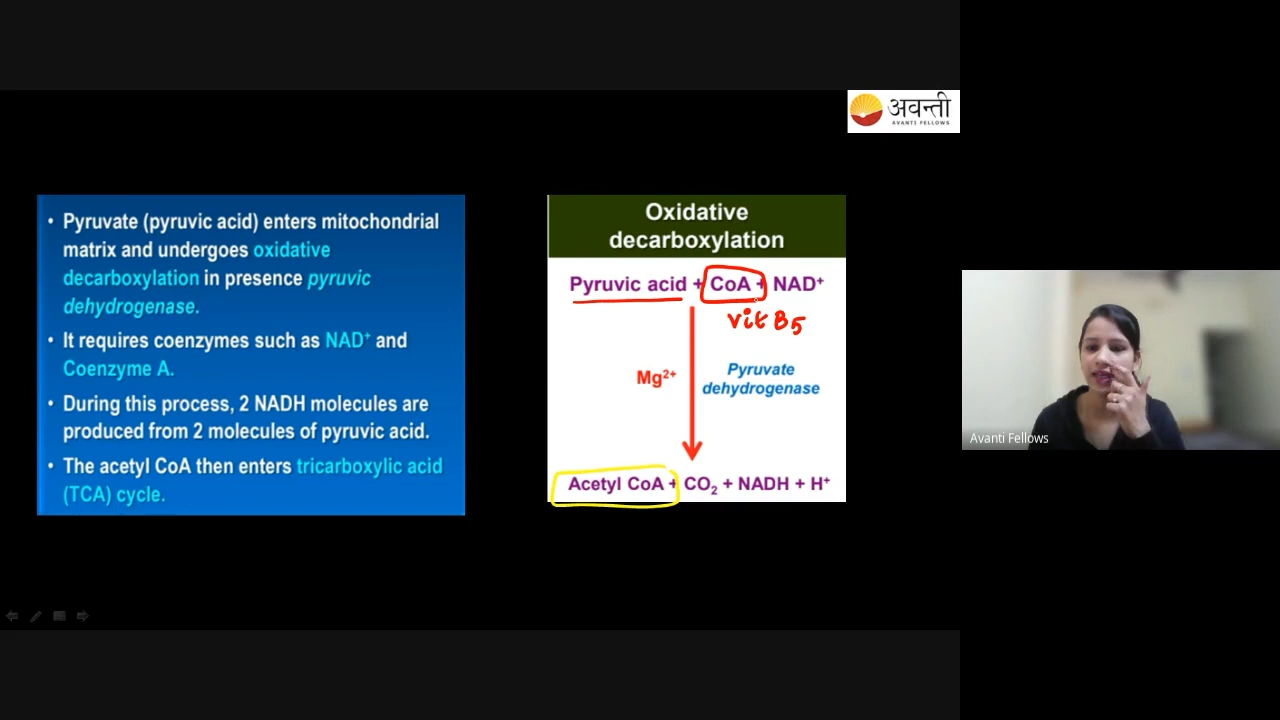 अवन्ती
AVANTI FELLOWS
• Pyruvate (pyruvic acid) enters mitochondrial
matrix and undergoes oxidative
decarboxylation in presence pyruvic
dehydrogenase.
• It requires coenzymes such as NAD⁺ and
Coenzyme A.
• During this process, 2 NADH molecules are
produced from 2 molecules of pyruvic acid.
• The acetyl CoA then enters tricarboxylic acid
(TCA) cycle.
Oxidative
decarboxylation
Pyruvic acid + CoA + NAD⁺
vit B5
Mg²⁺
Pyruvate
dehydrogenase
Acetyl CoA + CO₂ + NADH + H⁺
Avanti Fellows